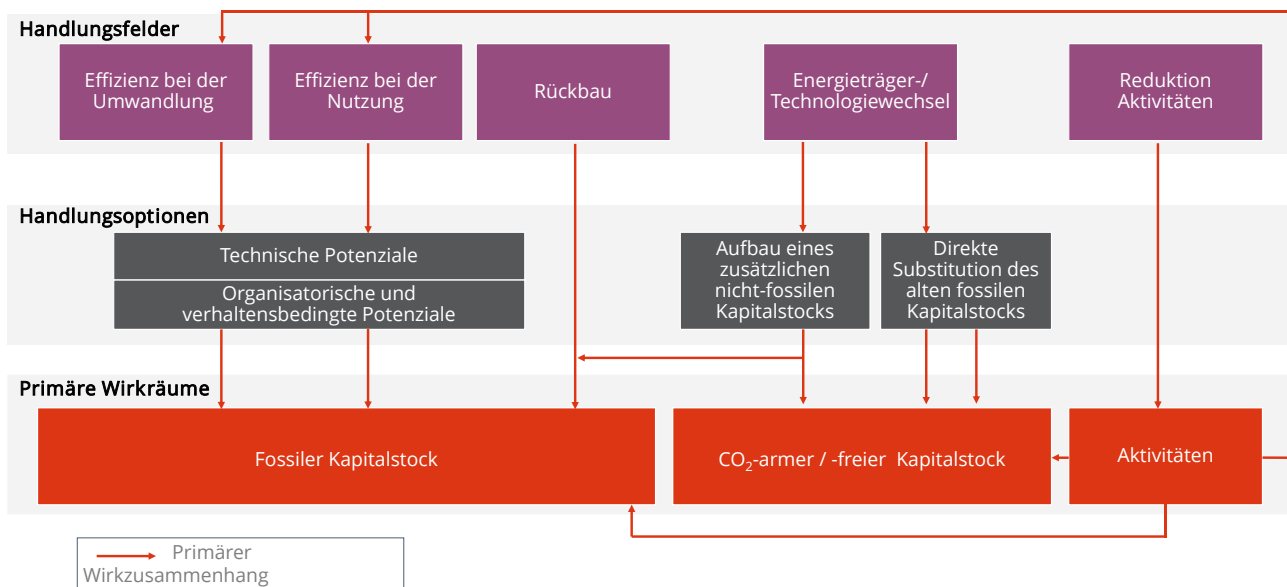 Handlungsfelder
Effizienz bei der
Umwandlung
Effizienz bei der
Nutzung
Rückbau
Energieträger-/
Technologiewechsel
Reduktion
Aktivitäten
Handlungsoptionen
Technische Potenziale
Organisatorische und
verhaltensbedingte Potenziale
Aufbau eines
zusätzlichen
nicht-fossilen
Kapitalstocks
Direkte
Substitution des
alten fossilen
Kapitalstocks
Primäre Wirkräume
Fossiler Kapitalstock
CO₂-armer / -freier Kapitalstock
Aktivitäten
Primärer
Wirkzusammenhang